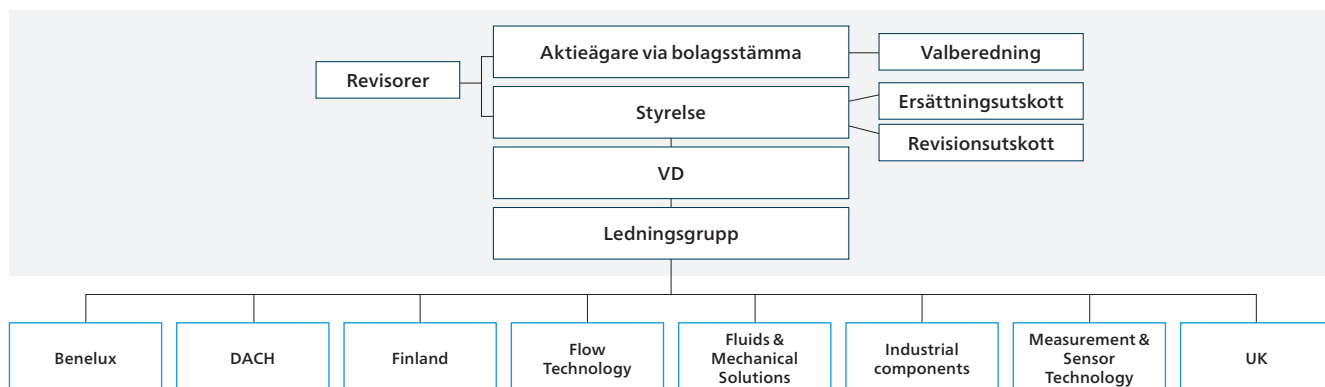 Aktieägare via bolagsstämma
Valberedning
Revisorer
Styrelse
Ersättningsutskott
Revisionsutskott
VD
Ledningsgrupp
Benelux
DACH
Finland
Flow
Technology
Fluids &
Mechanical
Solutions
Industrial
components
Measurement &
Sensor
Technology
UK